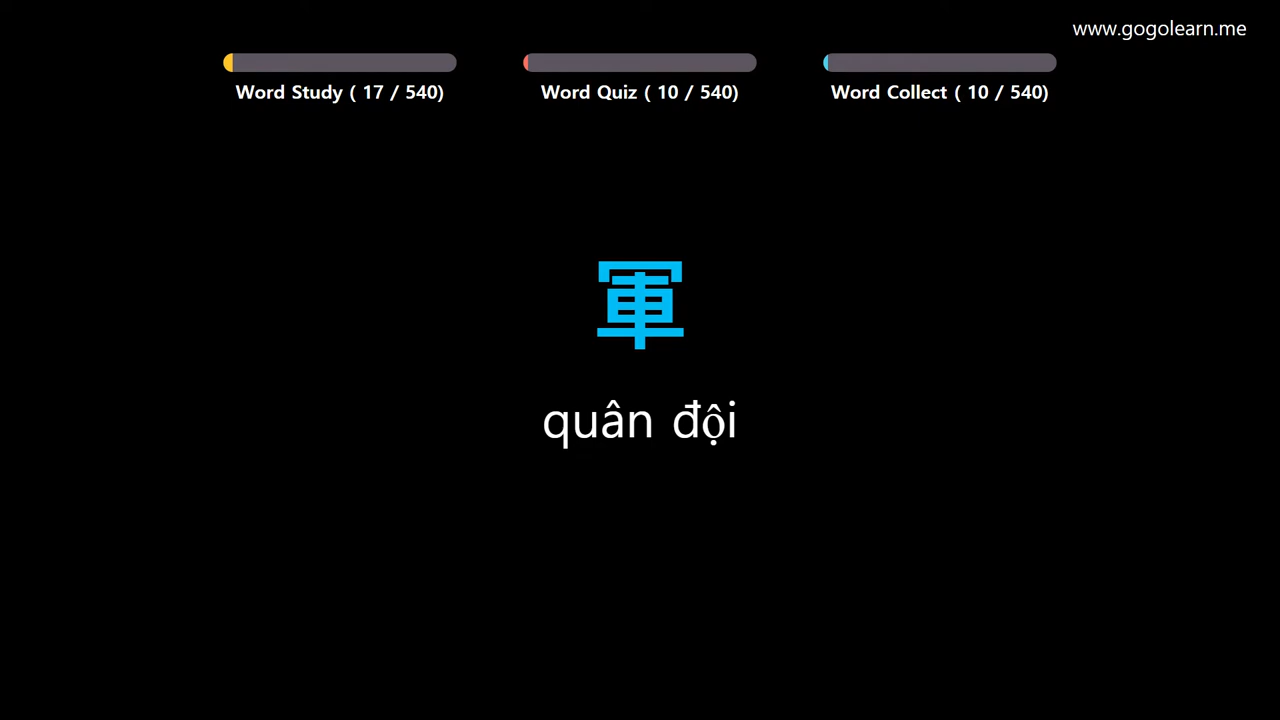 www.gogolearn.me
Word Study ( 17 / 540)
Word Quiz ( 10 / 540)
Word Collect ( 10 / 540)
軍
quân đội